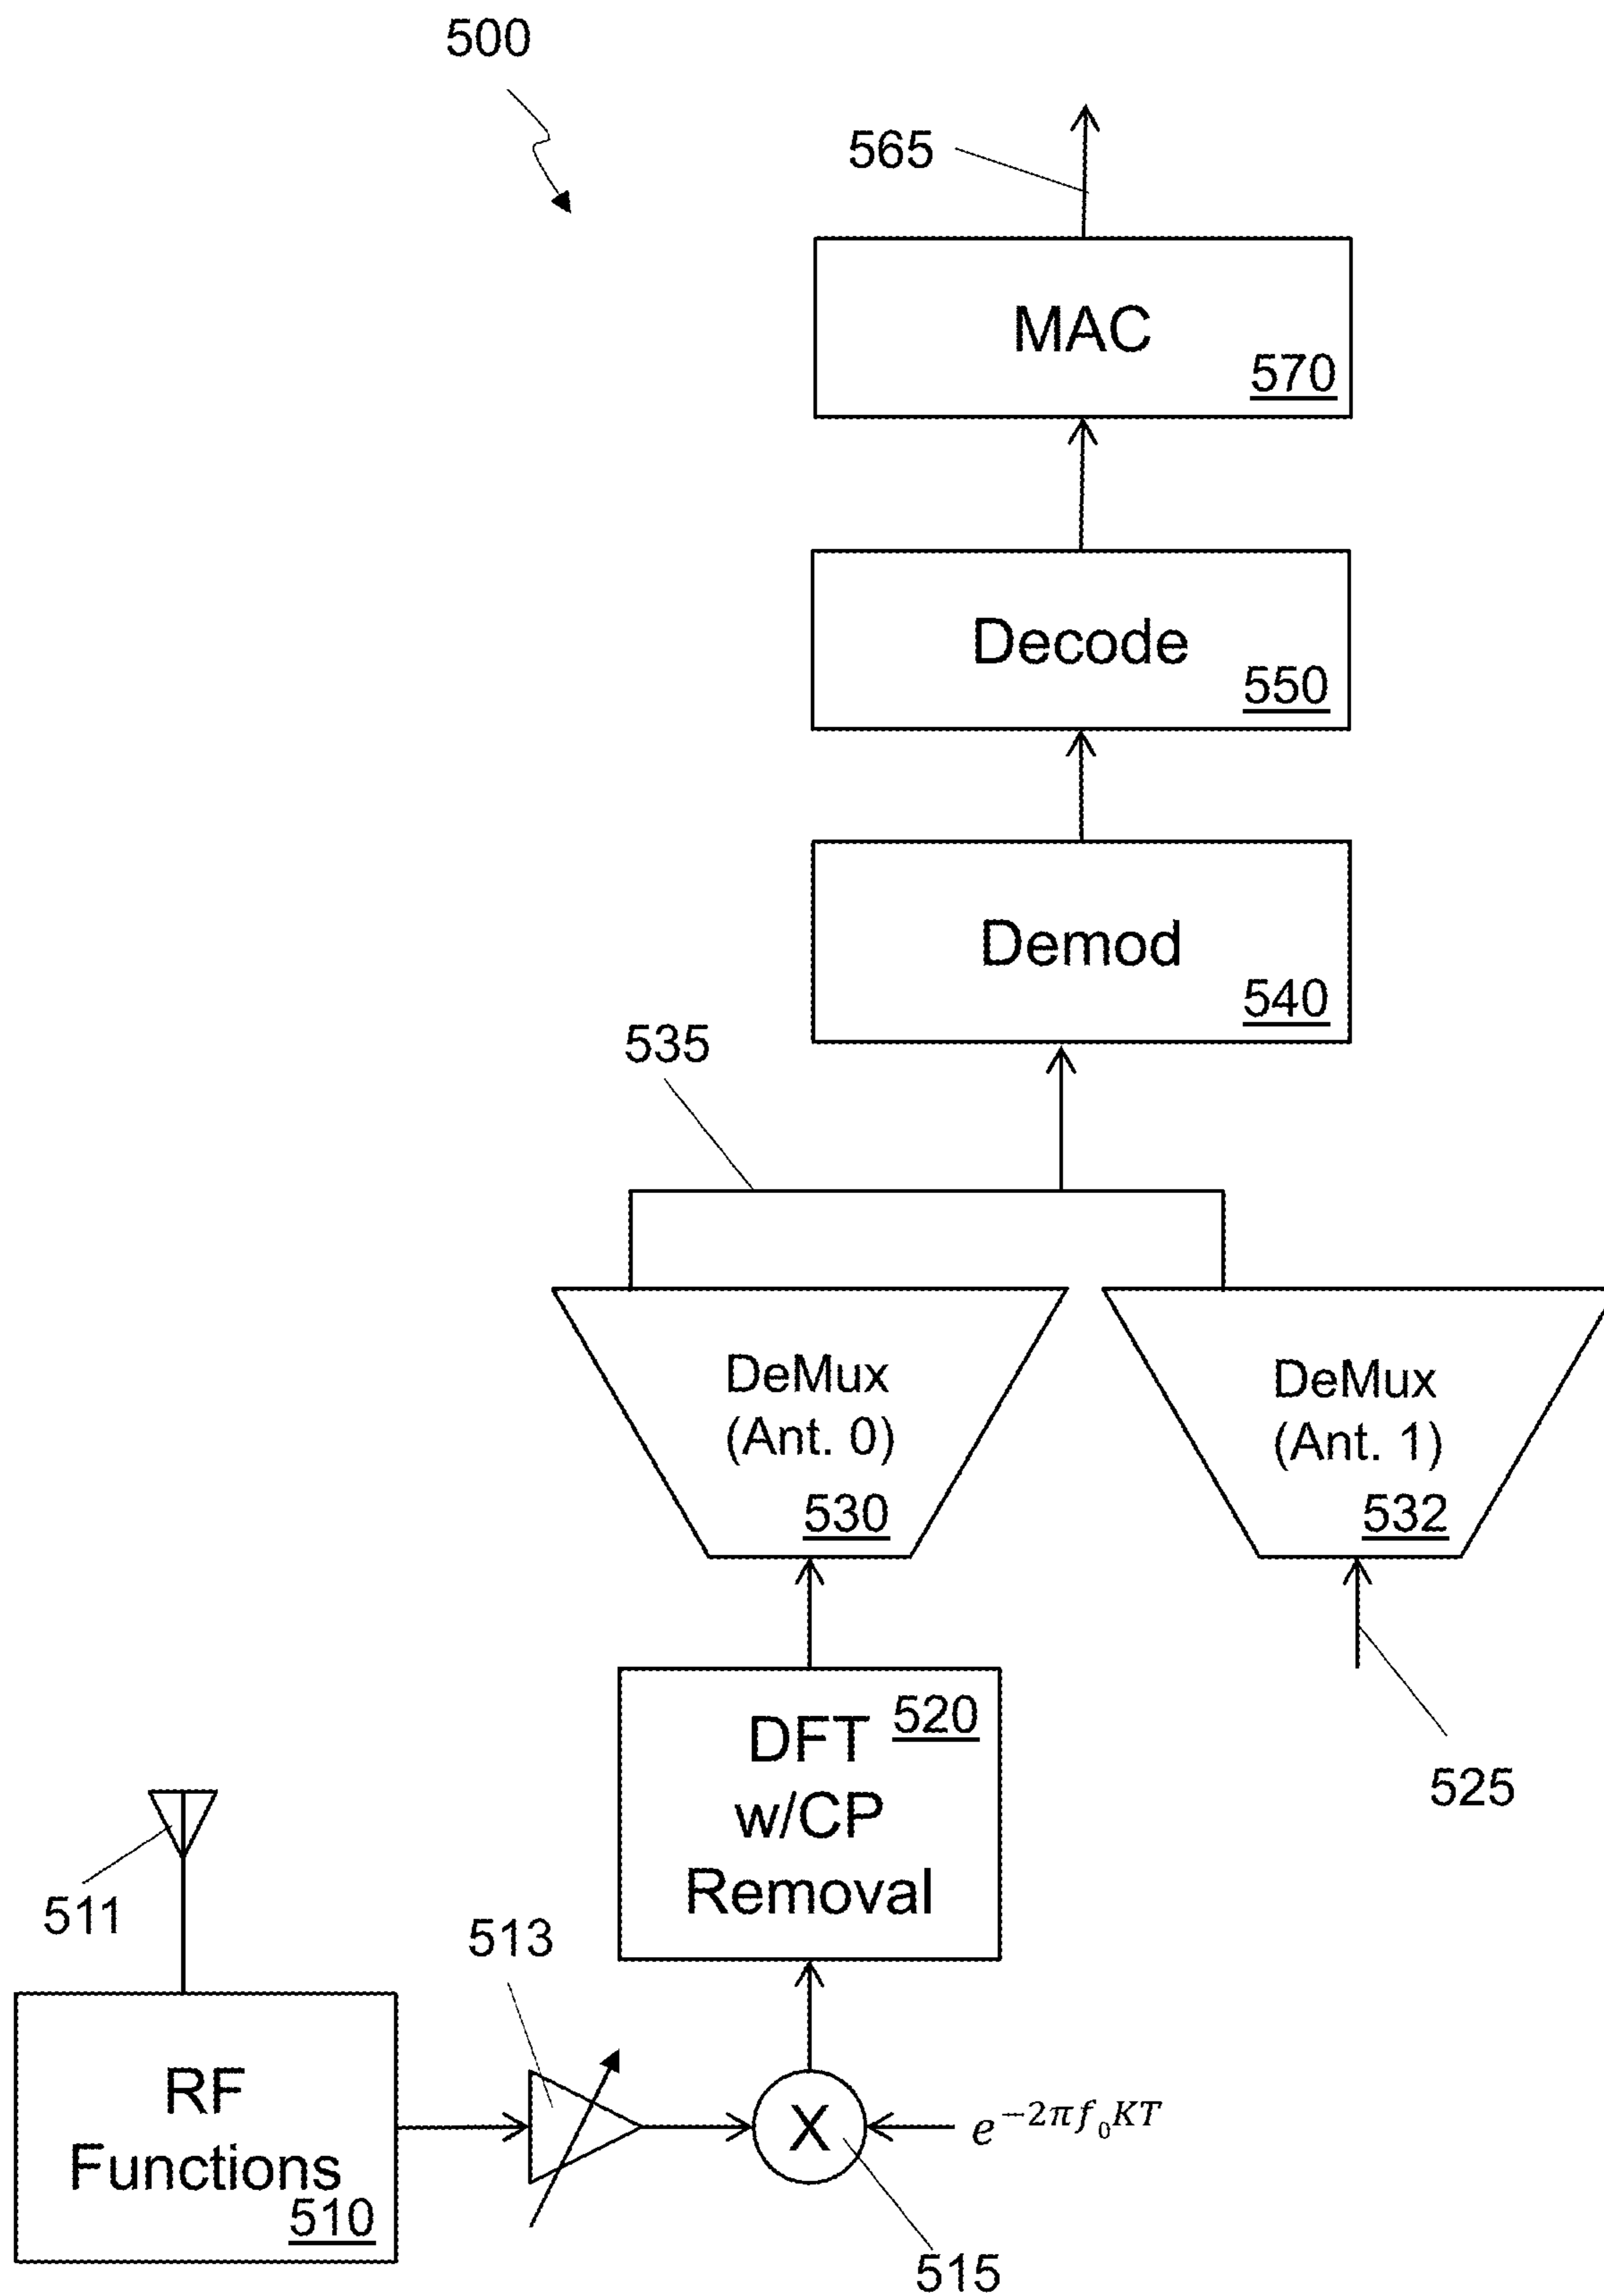 500
565
MAC
570
Decode
550
Demod
540
535
DeMux
(Ant. 0)
530
DeMux
(Ant. 1)
532
520
DFT
w/CP
Removal
525
511
513
RF
Functions
510
X
e^{-2πf_0KT}
515